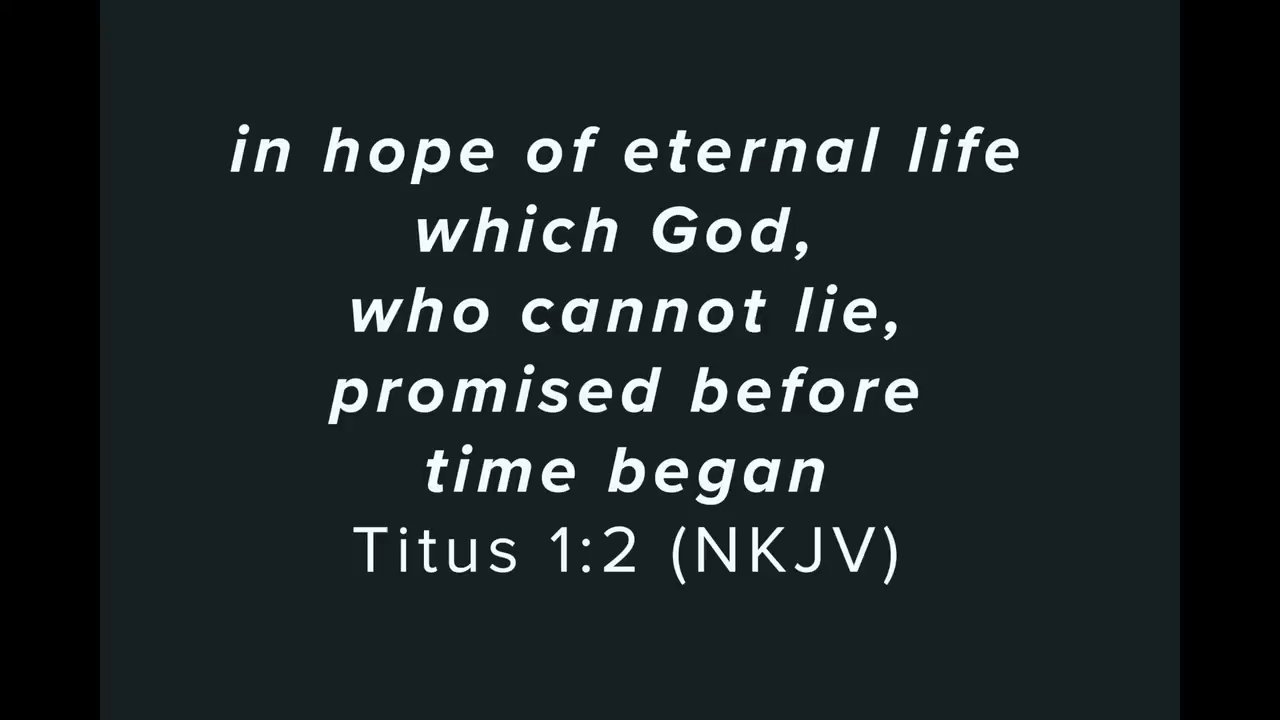 in hope of eternal life
which God,
who cannot lie,
promised before
time began
Titus 1:2 (NKJV)